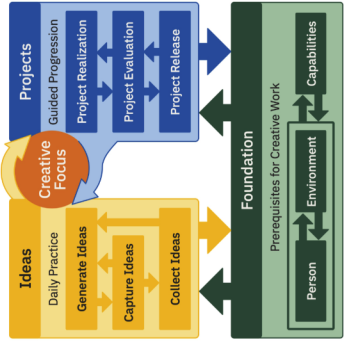 Projects
Guided Progression
Project Realization
Project Evaluation
Project Release
Creative
Focus
Ideas
Daily Practice
Generate Ideas
Capture Ideas
Collect Ideas
Foundation
Prerequisites for Creative Work
Capabilities
Environment
Person